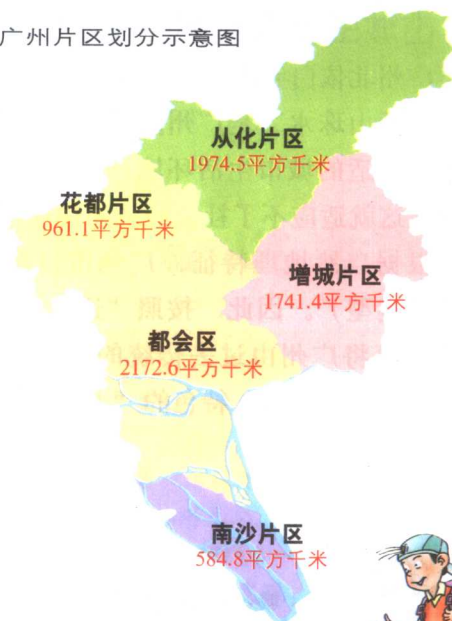 广州片区划分示意图
从化片区
1974.5平方千米
花都片区
961.1平方千米
增城片区
1741.4平方千米
都会区
2172.6平方千米
南沙片区
584.8平方千米